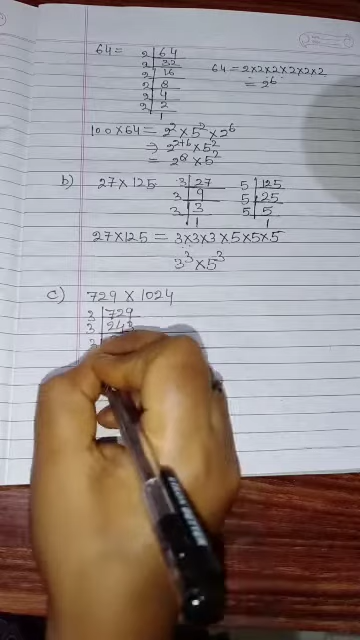 64 = 2 | 64
2 | 32
2 | 16
2 | 8
2 | 4
2 | 2
1
64 = 2×2×2×2×2×2
= 2⁶
100 × 64 = 2² × 5² × 2⁶
⇒ 2²⁺⁶ × 5²
= 2⁸ × 5²
b) 27 × 125
3 | 27
3 | 9
3 | 3
1
5 | 125
5 | 25
5 | 5
1
27×125 = 3×3×3×5×5×5
3³ × 5³
c) 729 × 1024
3 | 729
3 | 243
3